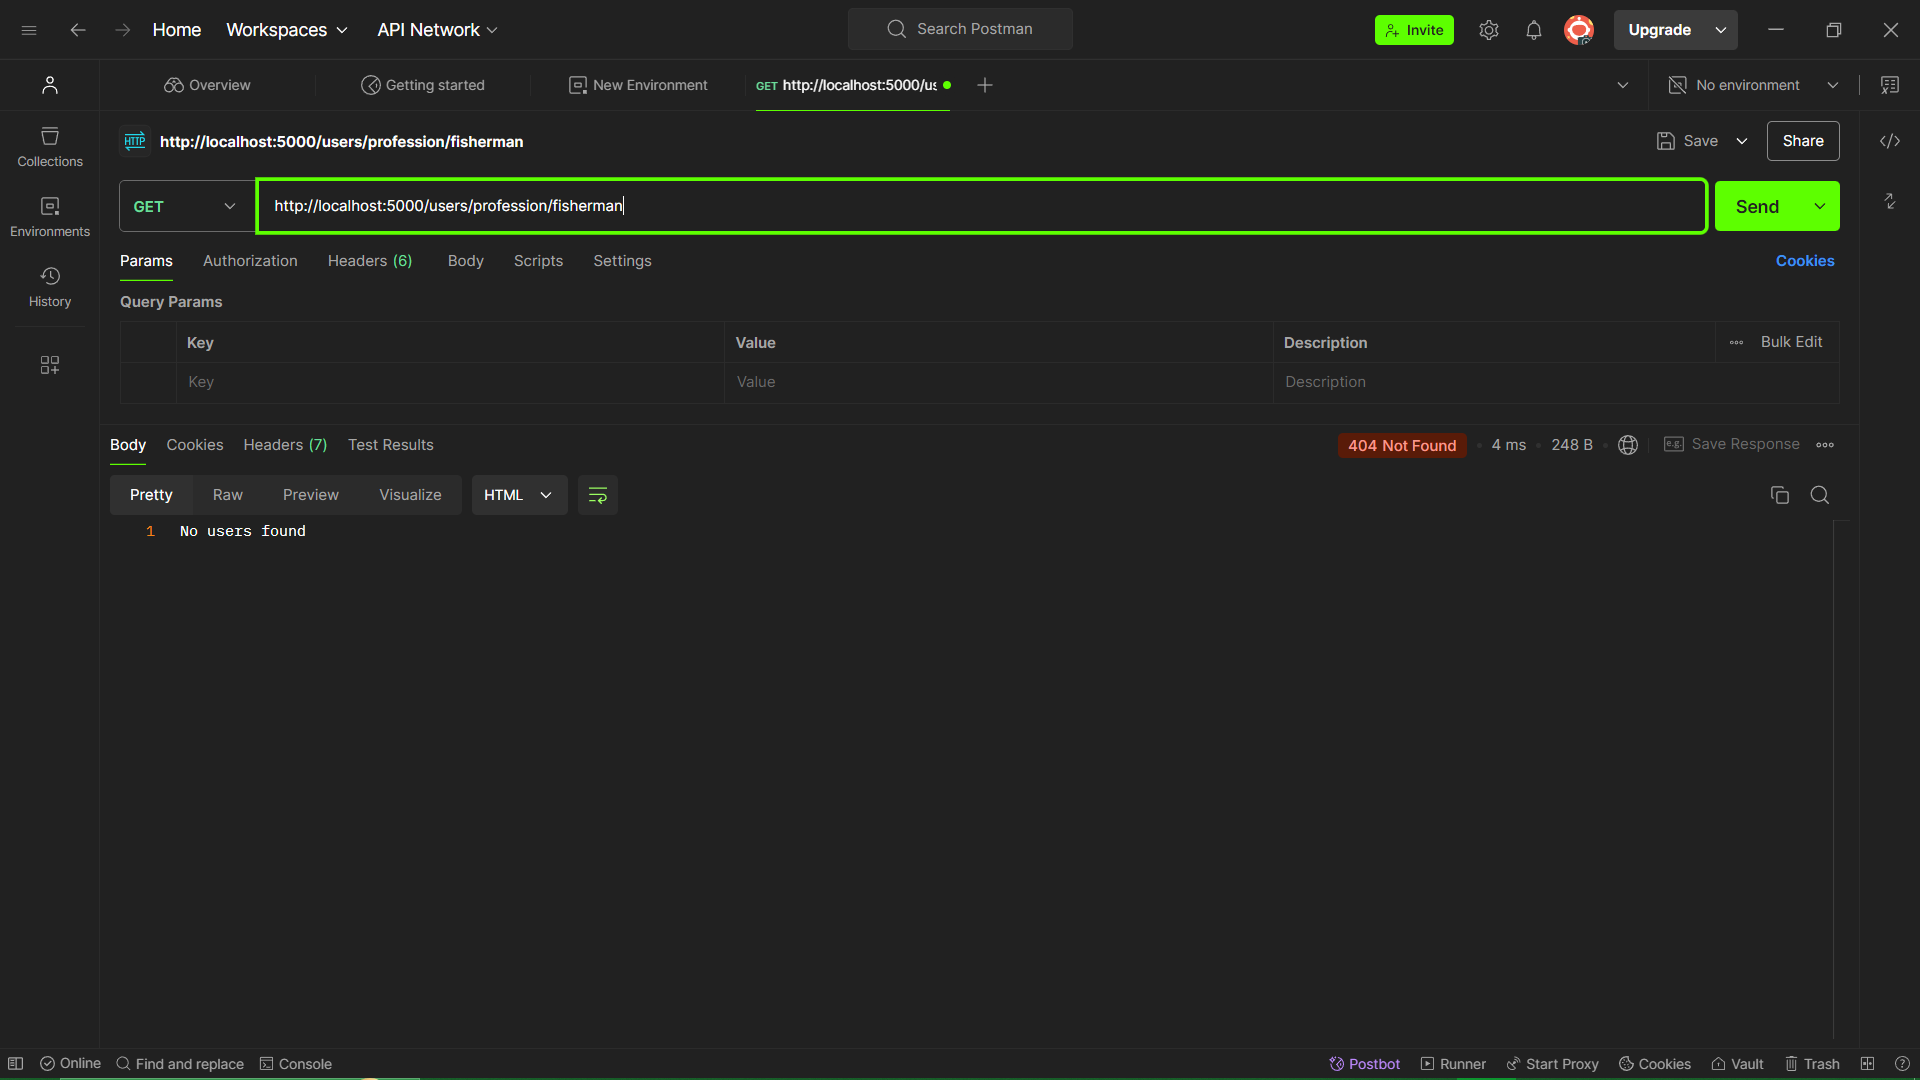 Home Workspaces API Network Search Postman Invite Upgrade
Overview Getting started New Environment GET http://localhost:5000/us No environment
Collections
Environments
History
HTTP http://localhost:5000/users/profession/fisherman Save Share
GET http://localhost:5000/users/profession/fisherman Send
Params Authorization Headers (6) Body Scripts Settings Cookies
Query Params
Key Value Description Bulk Edit
Key Value Description
Body Cookies Headers (7) Test Results 404 Not Found 4 ms 248 B e.g. Save Response
Pretty Raw Preview Visualize HTML
1 No users found
Online Find and replace Console Postbot Runner Start Proxy Cookies Vault Trash